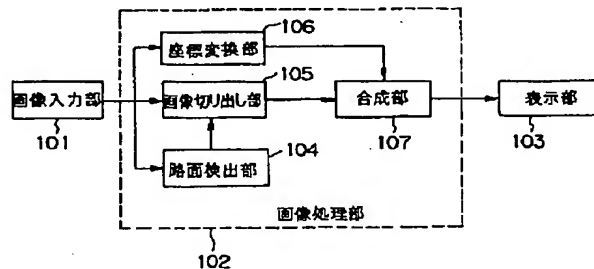 106
座標変換部
105
画像入力部
画像切り出し部
合成部
表示部
101
104
107
103
路面検出部
画像処理部
102